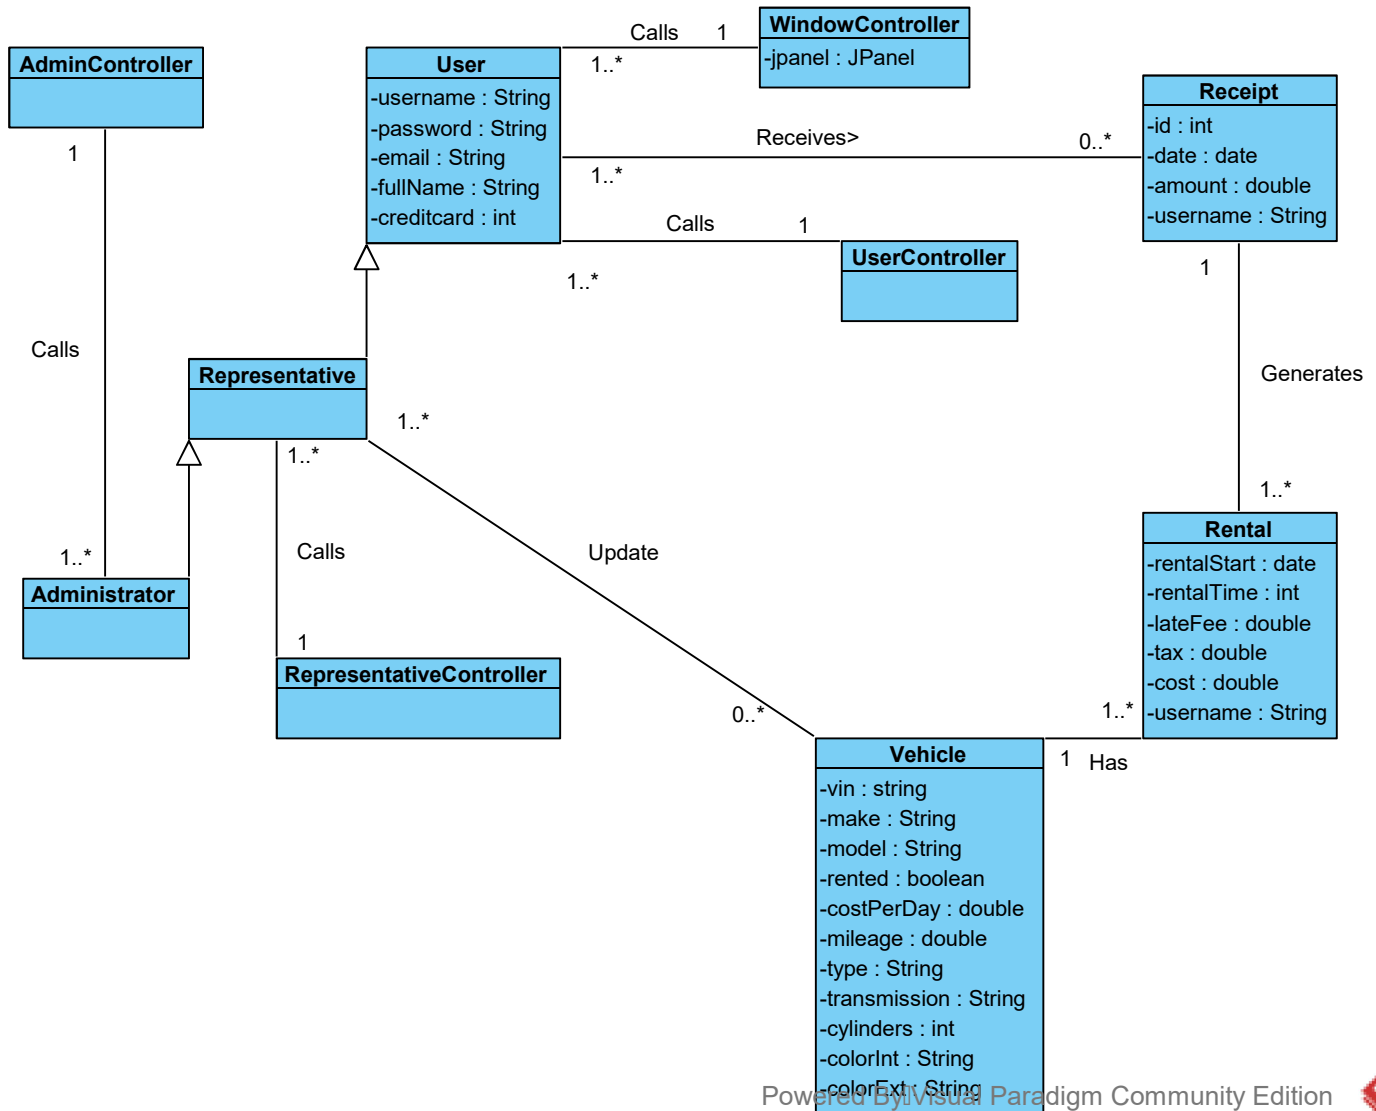 AdminController
1
Calls
1..*
Administrator
User
-username : String
-password : String
-email : String
-fullName : String
-creditcard : int
Calls
1
1..*
WindowController
-jpanel : JPanel
Receives>
0..*
1..*
Receipt
-id : int
-date : date
-amount : double
-username : String
Calls
1
1..*
UserController
1
Generates
1..*
Representative
1..*
1..*
Calls
1
RepresentativeController
Update
0..*
Rental
-rentalStart : date
-rentalTime : int
-lateFee : double
-tax : double
-cost : double
-username : String
1..*
1 Has
Vehicle
-vin : string
-make : String
-model : String
-rented : boolean
-costPerDay : double
-mileage : double
-type : String
-transmission : String
-cylinders : int
-colorInt : String
-colorExt : String
Powered By Visual Paradigm Community Edition